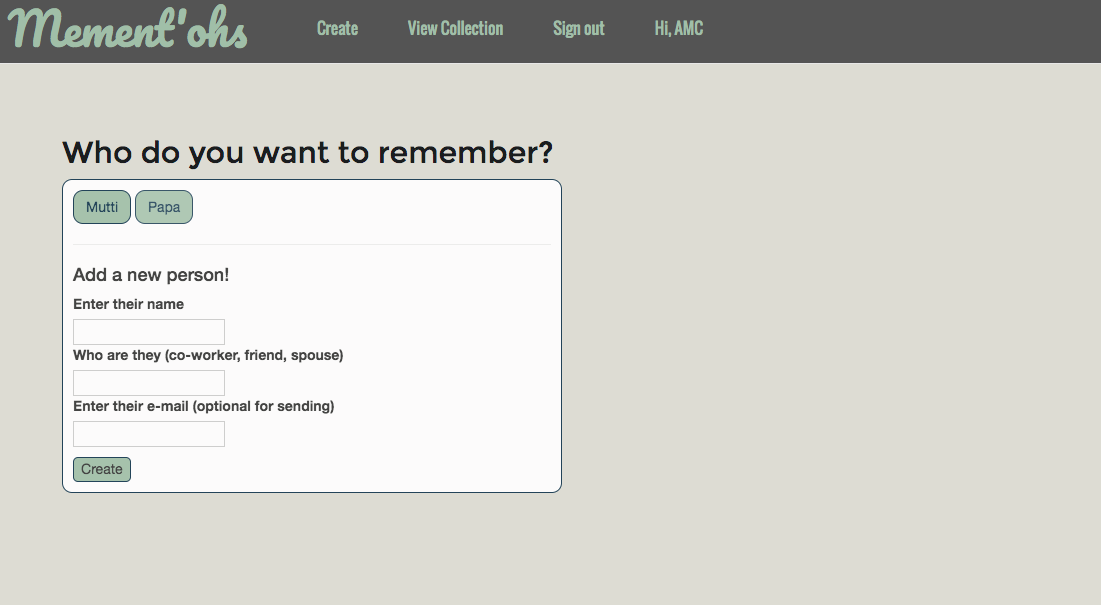 Mement'ohs Create View Collection Sign out Hi, AMC
Who do you want to remember?
Mutti Papa
Add a new person!
Enter their name
Who are they (co-worker, friend, spouse)
Enter their e-mail (optional for sending)
Create